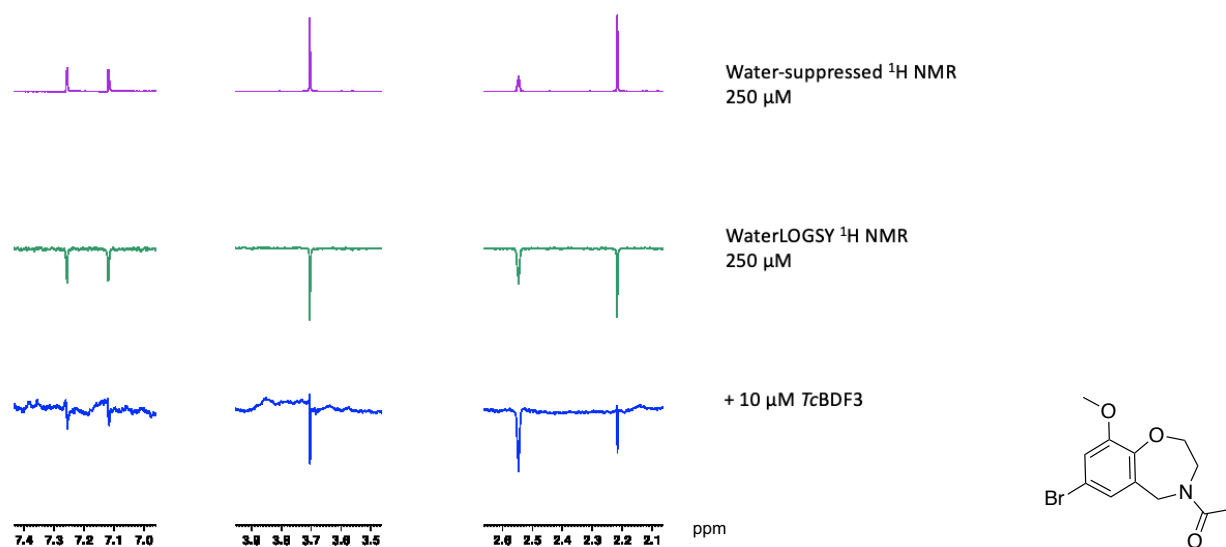 Water-suppressed ¹H NMR
250 µM
WaterLOGSY ¹H NMR
250 µM
+ 10 µM TcBDF3
7.4 7.3 7.2 7.1 7.0
3.9 3.8 3.7 3.6 3.5
2.6 2.5 2.4 2.3 2.2 2.1
ppm
O
O
Br
N
O